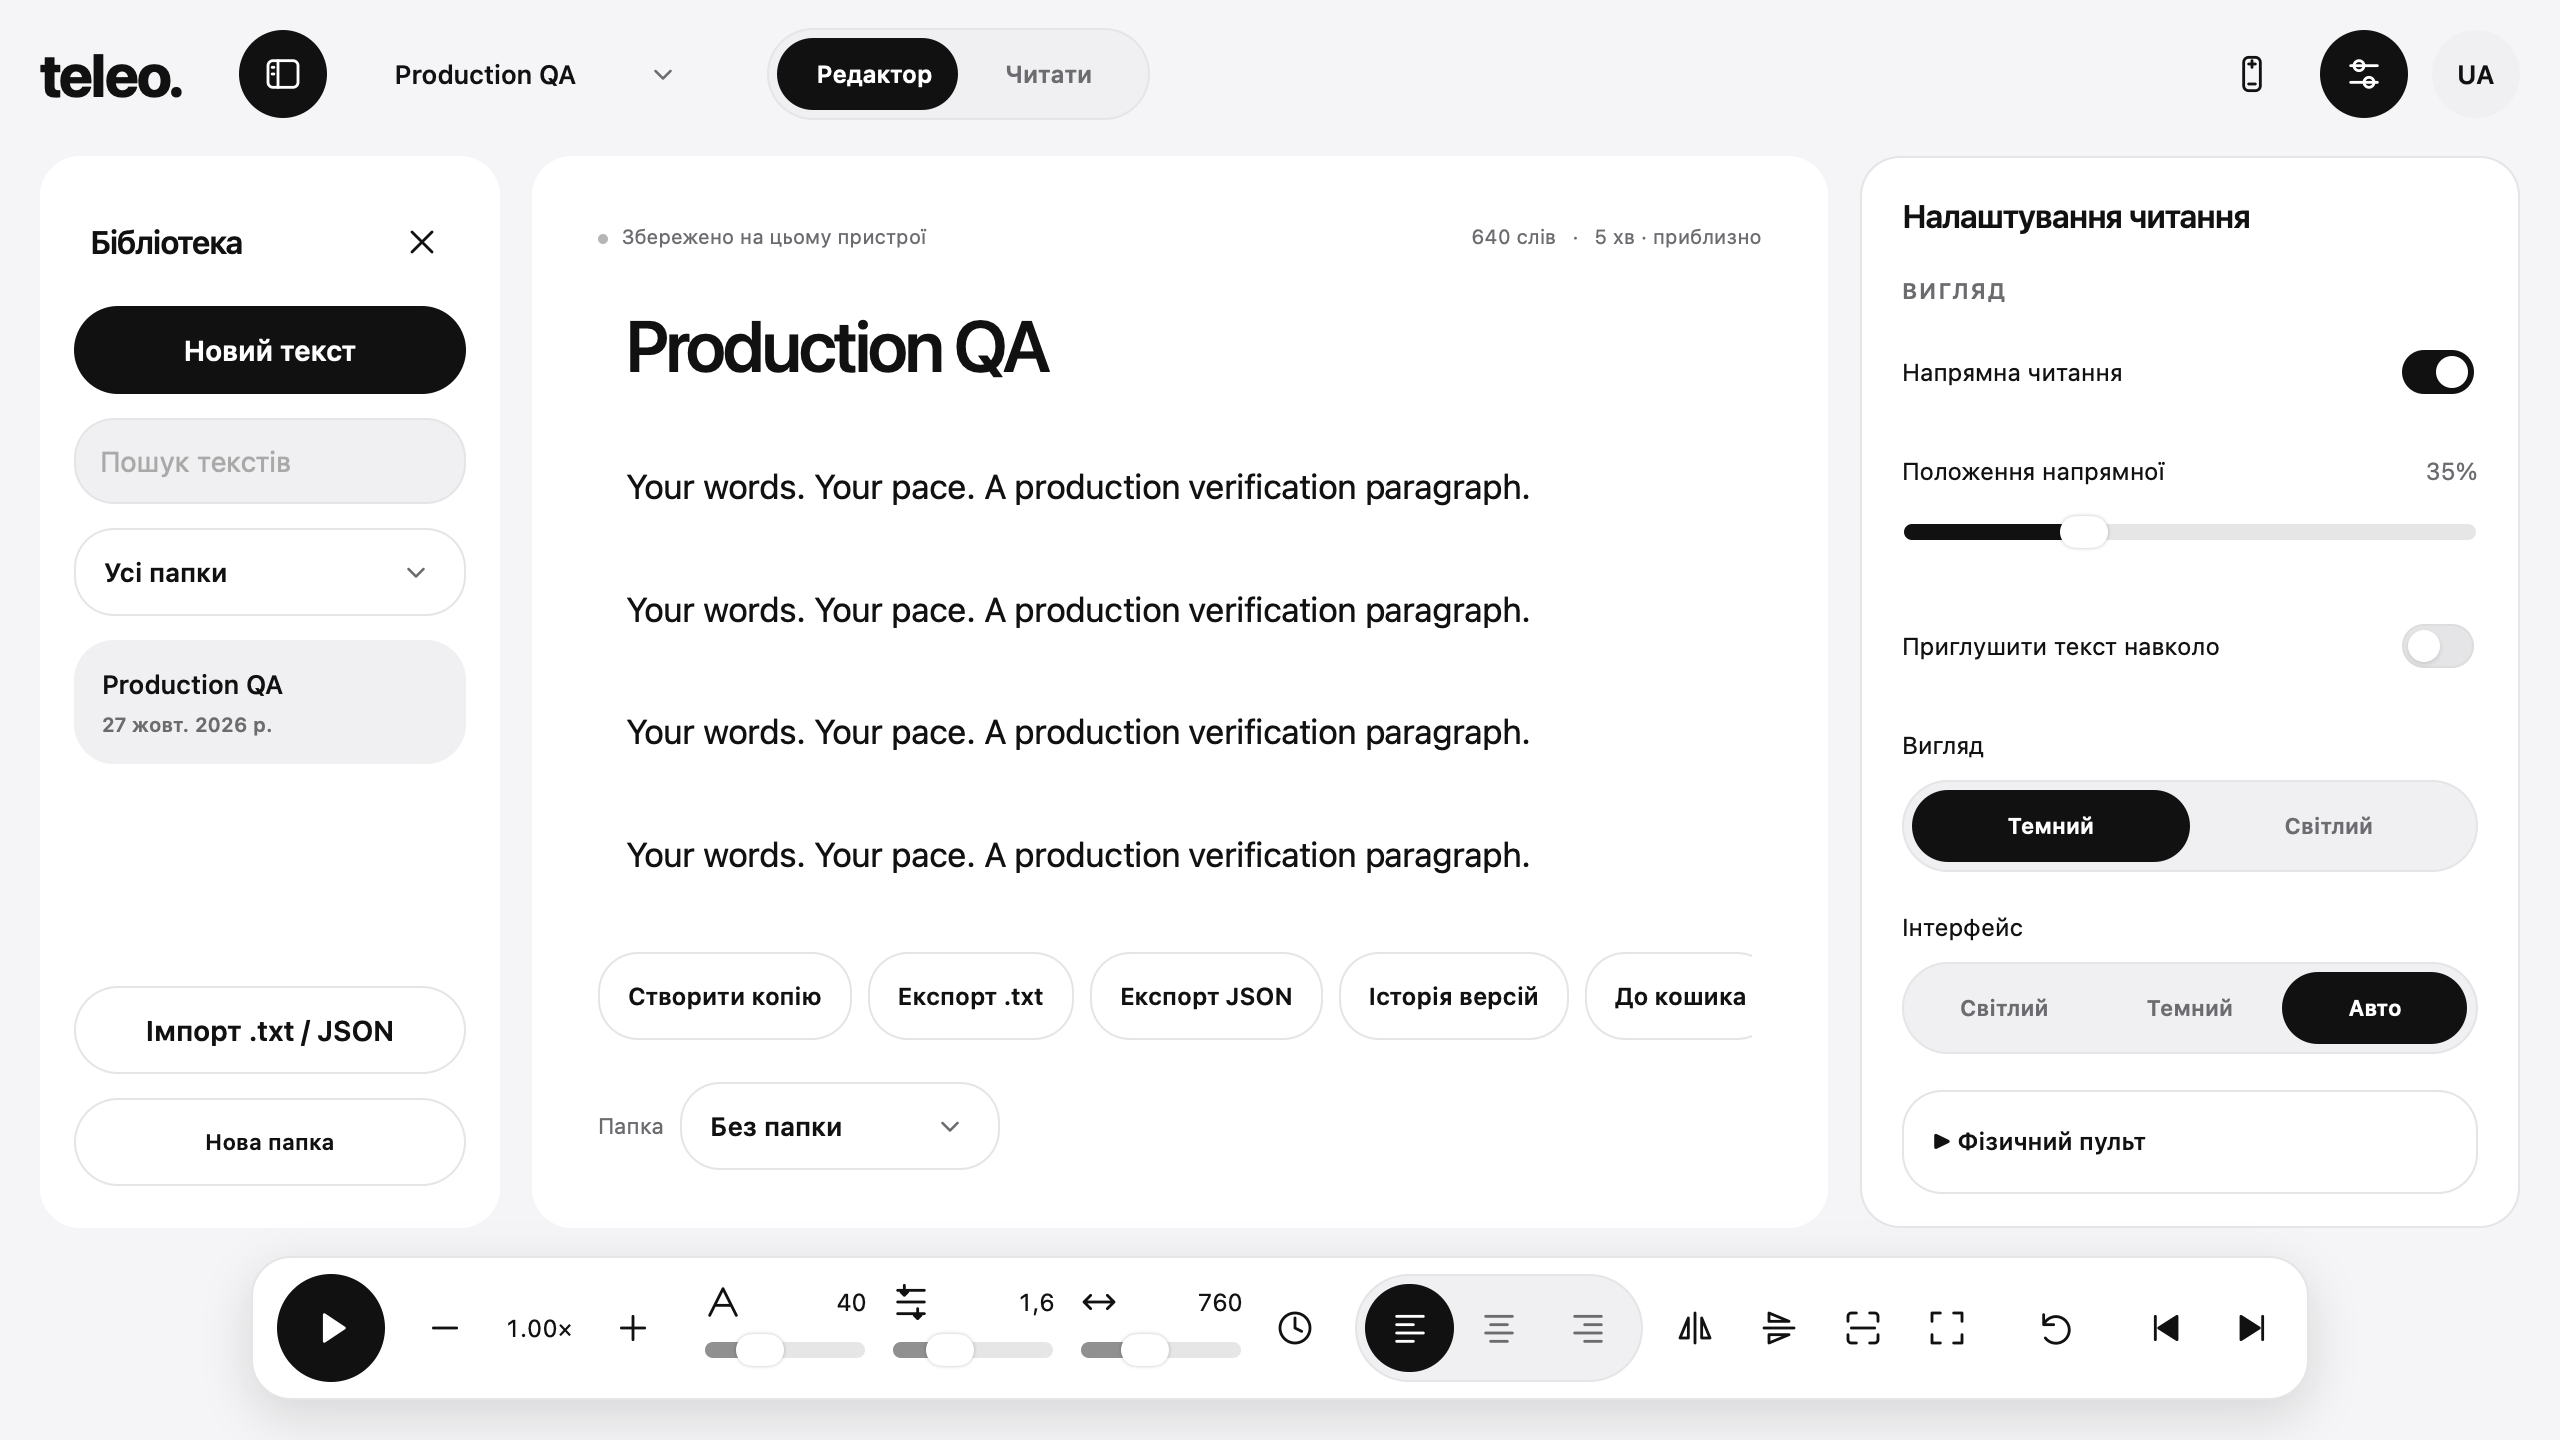 teleo.
Production QA
Редактор
Читати
UA
Бібліотека
Новий текст
Пошук текстів
Усі папки
Production QA
27 жовт. 2026 р.
Імпорт .txt / JSON
Нова папка
Збережено на цьому пристрої
640 слів · 5 хв · приблизно
Production QA
Your words. Your pace. A production verification paragraph.
Your words. Your pace. A production verification paragraph.
Your words. Your pace. A production verification paragraph.
Your words. Your pace. A production verification paragraph.
Створити копію
Експорт .txt
Експорт JSON
Історія версій
До кошика
Папка
Без папки
Налаштування читання
ВИГЛЯД
Напрямна читання
Положення напрямної 35%
Приглушити текст навколо
Вигляд
Темний
Світлий
Інтерфейс
Світлий
Темний
Авто
Фізичний пульт
1.00×
40
1,6
760